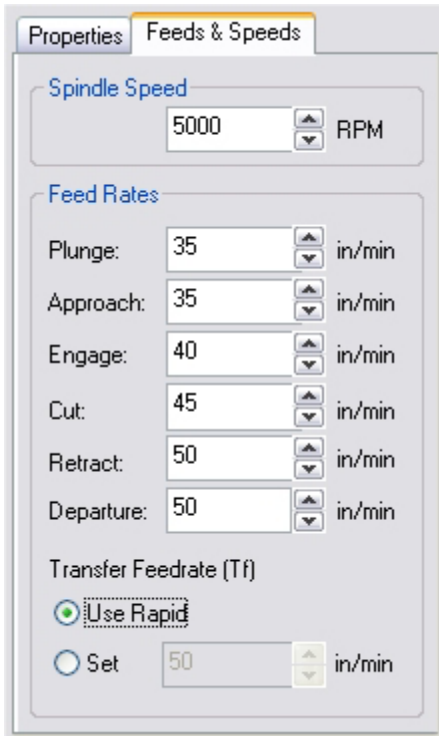 Properties Feeds & Speeds
Spindle Speed
5000 RPM
Feed Rates
Plunge: 35 in/min
Approach: 35 in/min
Engage: 40 in/min
Cut: 45 in/min
Retract: 50 in/min
Departure: 50 in/min
Transfer Feedrate (Tf)
Use Rapid
Set 50 in/min